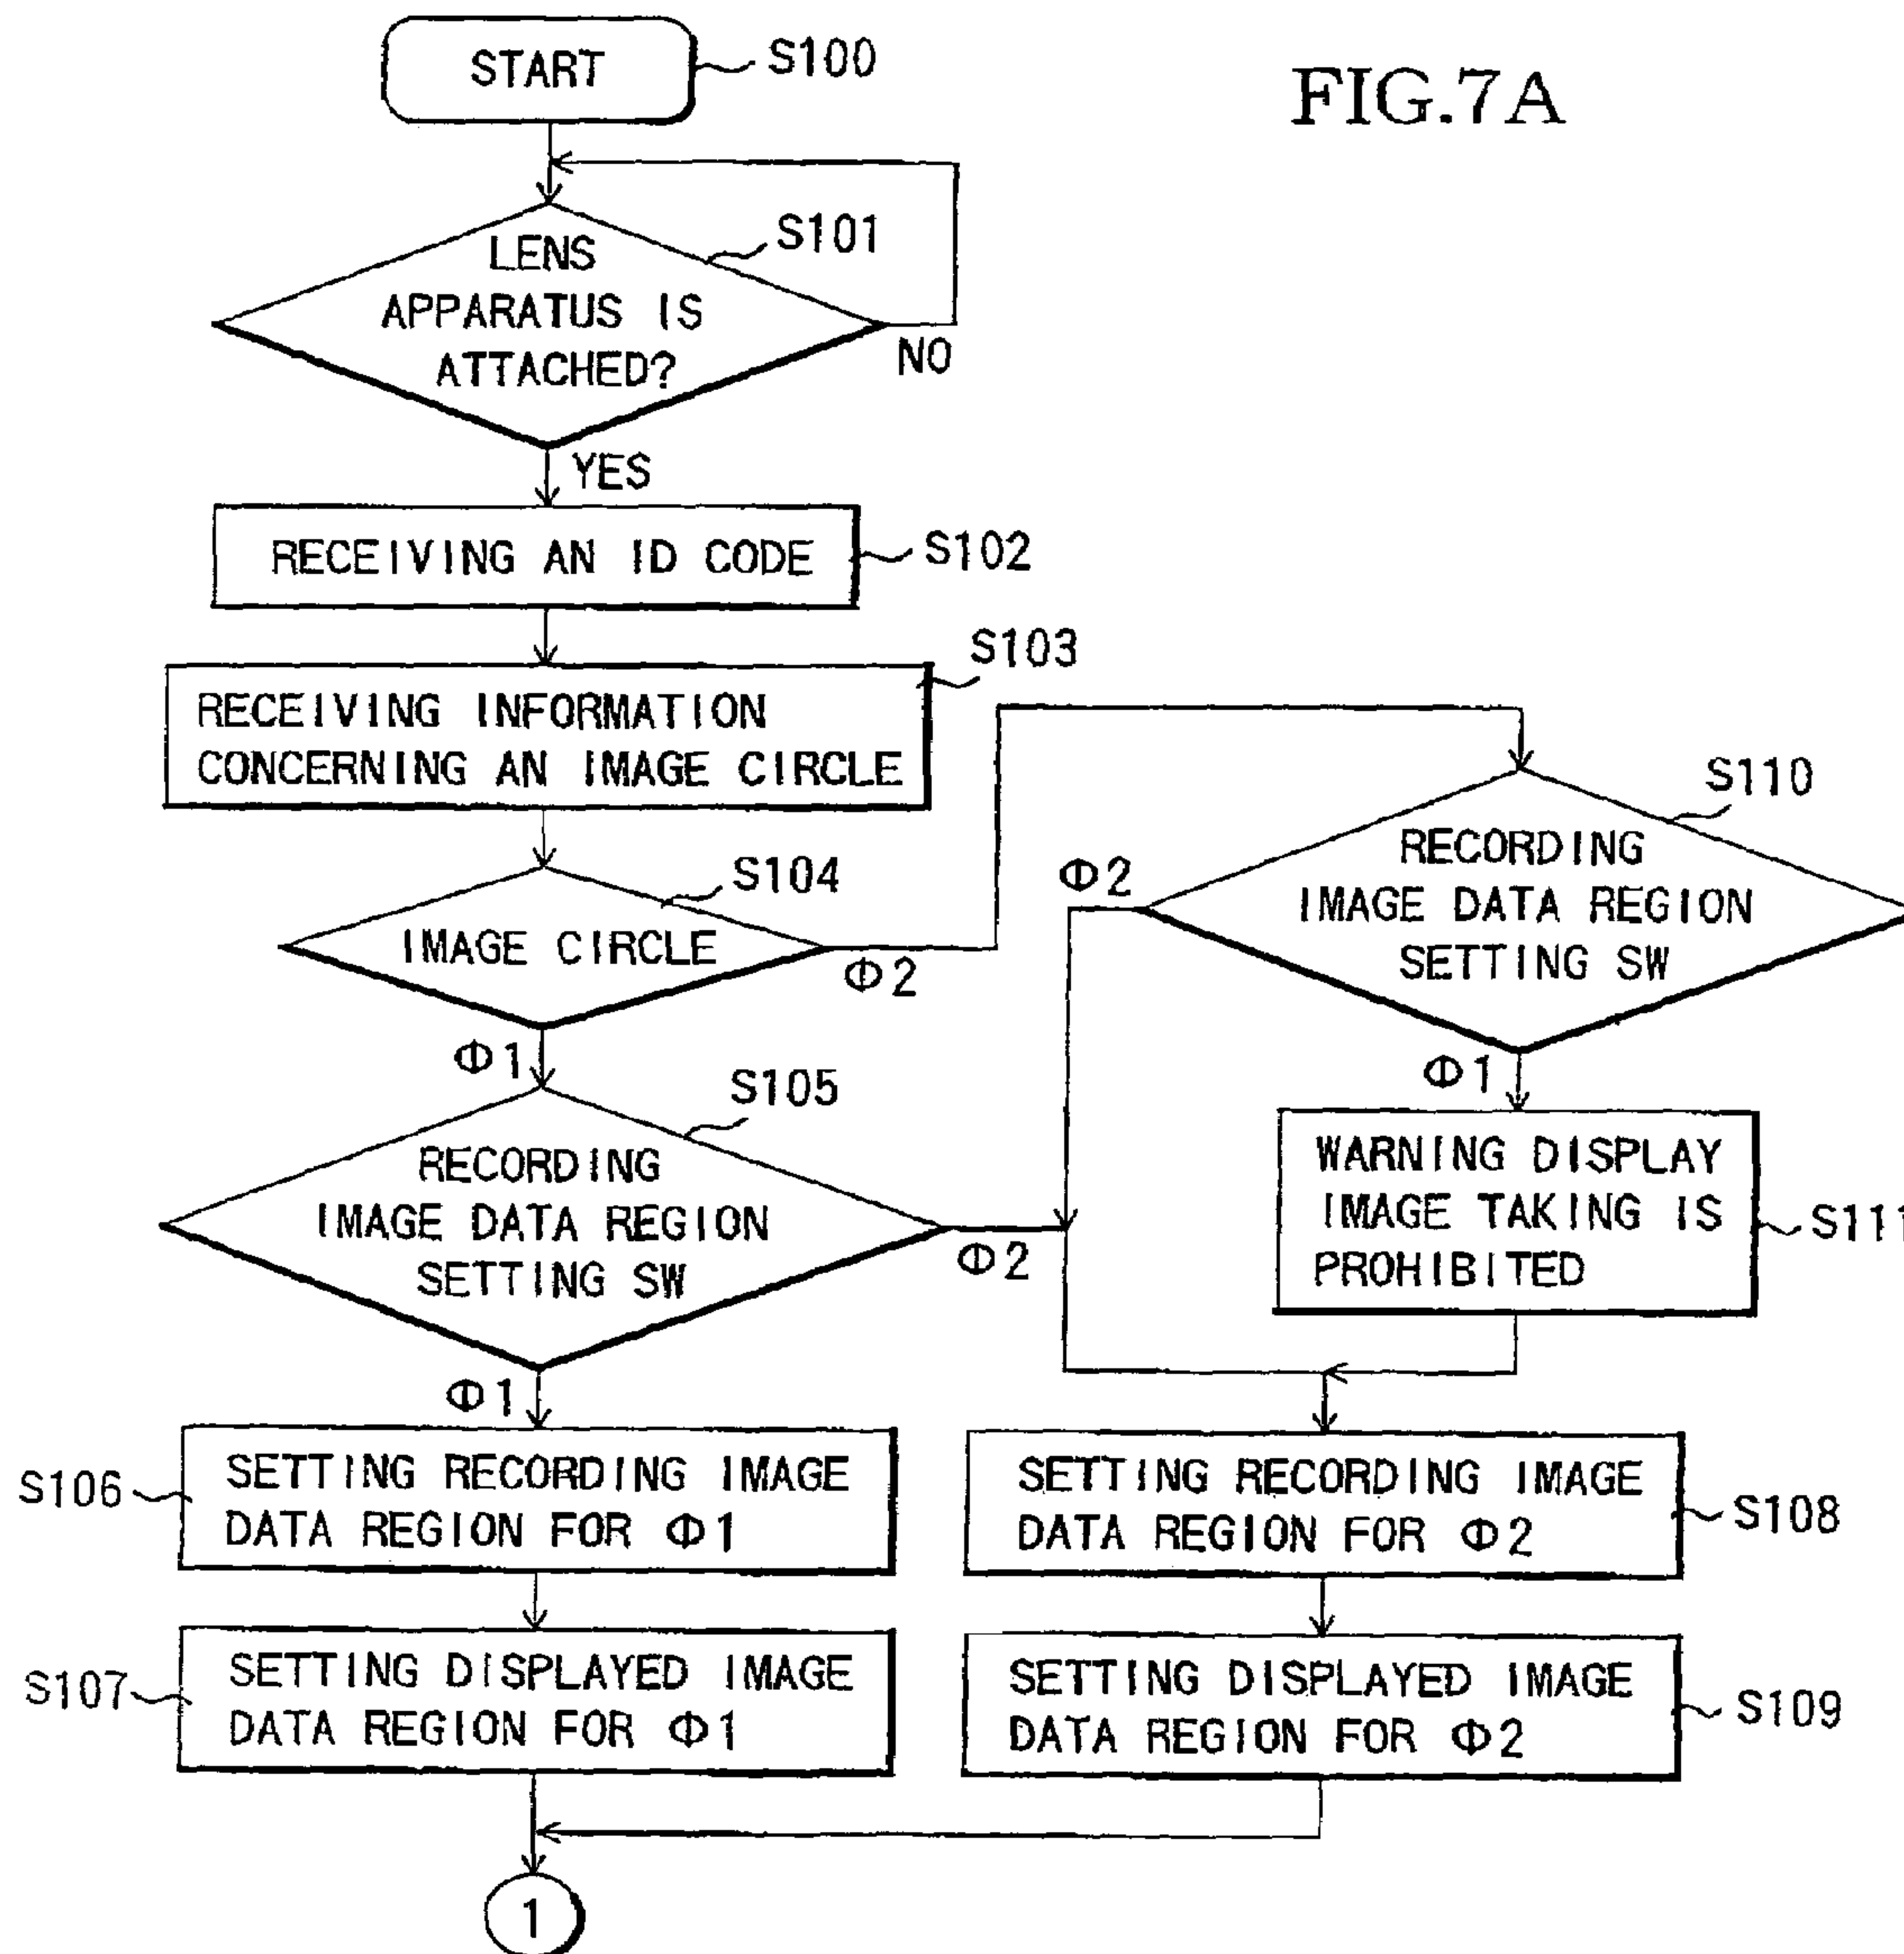 FIG.7A
START
S100
LENS
APPARATUS IS
ATTACHED?
S101
NO
YES
RECEIVING AN ID CODE
S102
RECEIVING INFORMATION
CONCERNING AN IMAGE CIRCLE
S103
IMAGE CIRCLE
S104
Φ2
Φ1
RECORDING
IMAGE DATA REGION
SETTING SW
S105
Φ2
Φ1
RECORDING
IMAGE DATA REGION
SETTING SW
S110
Φ2
Φ1
WARNING DISPLAY
IMAGE TAKING IS
PROHIBITED
S111
SETTING RECORDING IMAGE
DATA REGION FOR Φ1
S106
SETTING DISPLAYED IMAGE
DATA REGION FOR Φ1
S107
SETTING RECORDING IMAGE
DATA REGION FOR Φ2
S108
SETTING DISPLAYED IMAGE
DATA REGION FOR Φ2
S109
1